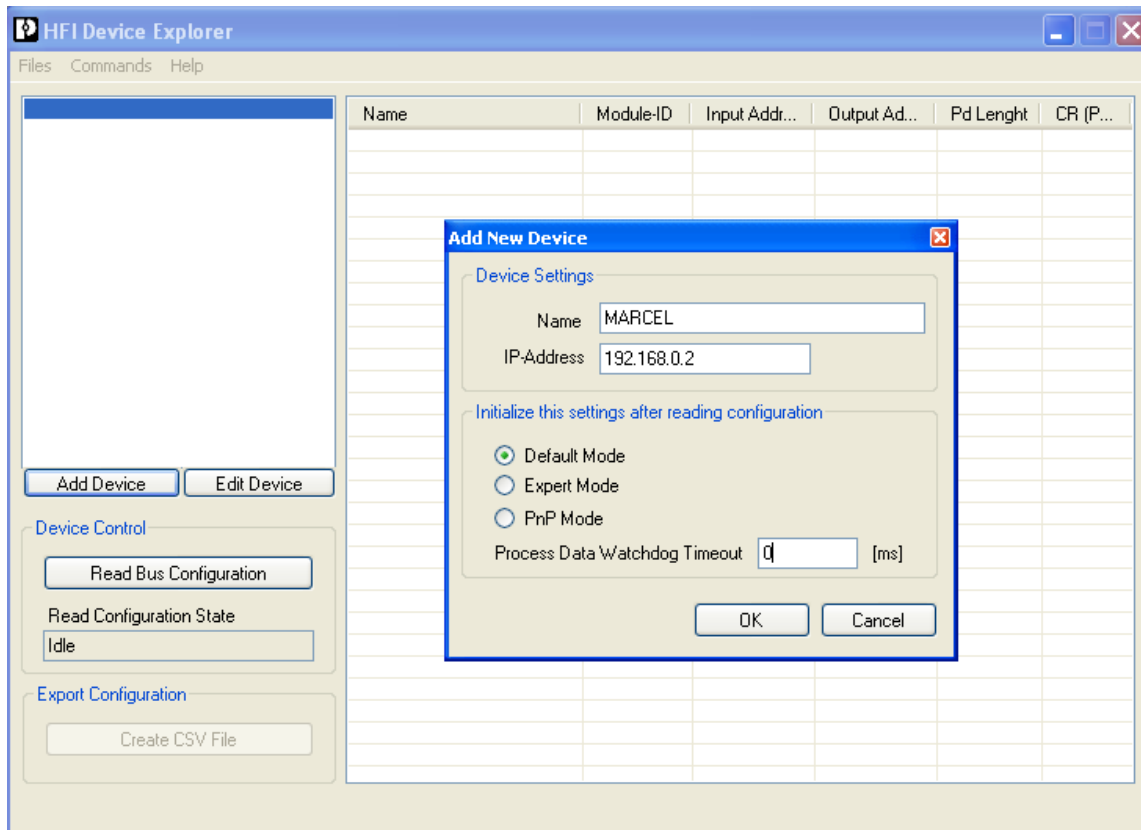 HFI Device Explorer
Files Commands Help
Name Module-ID Input Addr... Output Ad... Pd Lenght CR (P...
Add New Device
Device Settings
Name MARCEL
IP-Address 192.168.0.2
Initialize this settings after reading configuration
Default Mode
Expert Mode
PnP Mode
Process Data Watchdog Timeout 0 [ms]
OK Cancel
Add Device Edit Device
Device Control
Read Bus Configuration
Read Configuration State
Idle
Export Configuration
Create CSV File